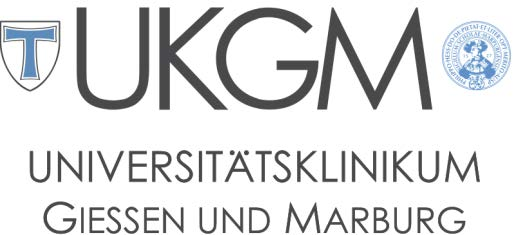 UKGM
UNIVERSITÄTSKLINIKUM
GIESSEN UND MARBURG